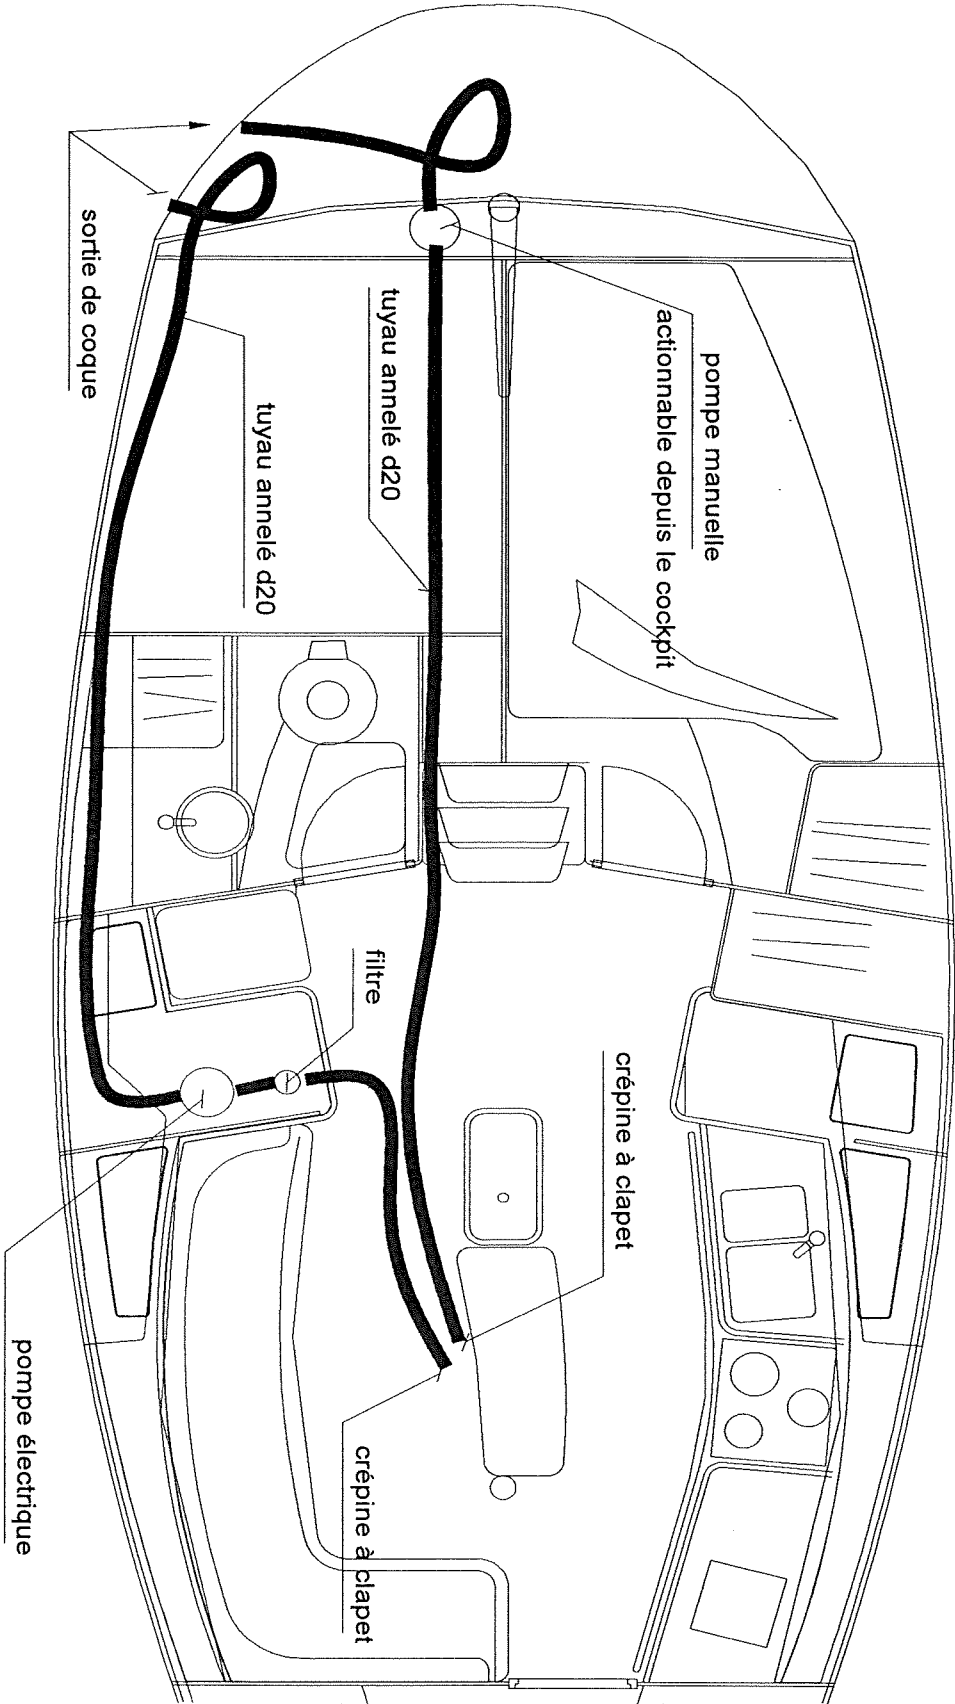 pompe manuelle
actionnable depuis le cockpit
tuyau annelé d20
tuyau annelé d20
sortie de coque
crépine à clapet
filtre
crépine à clapet
pompe électrique